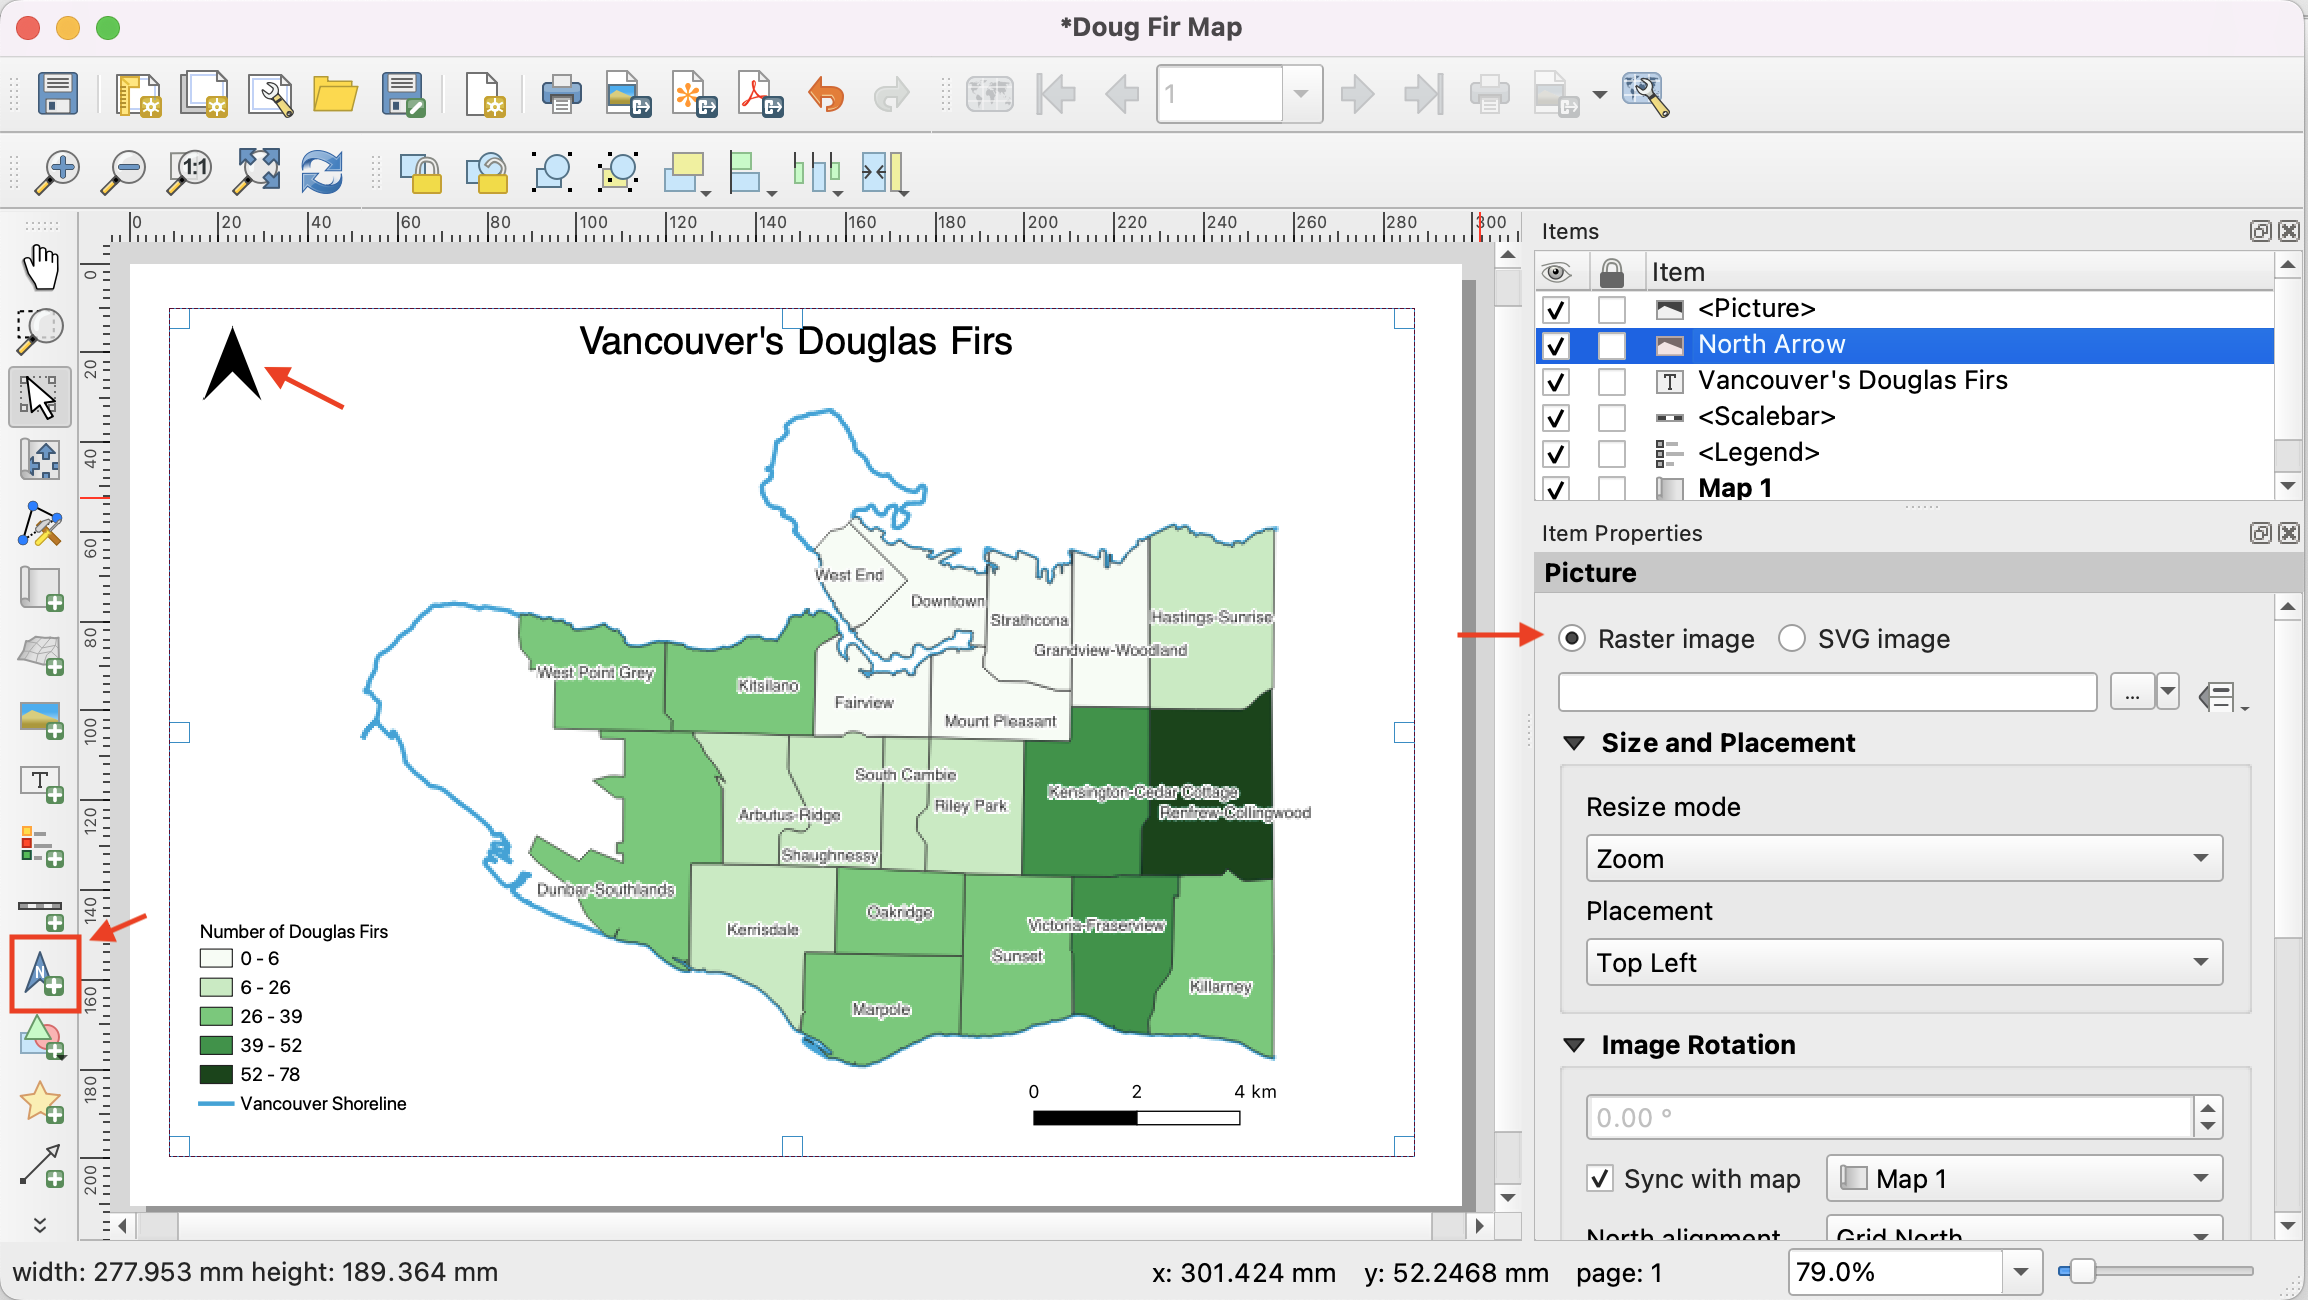 *Doug Fir Map
1:1
1
0 20 40 60 80 100 120 140 160 180 200 220 240 260 280 300
0
20
40
60
80
100
120
140
160
180
200
T
N
Vancouver's Douglas Firs
West End
Downtown
Strathcona
Hastings-Sunrise
Grandview-Woodland
West Point Grey
Kitsilano
Fairview
Mount Pleasant
South Cambie
Kensington-Cedar Cottage
Riley Park
Renfrew-Collingwood
Arbutus-Ridge
Shaughnessy
Dunbar-Southlands
Oakridge
Victoria-Fraserview
Kerrisdale
Sunset
Killarney
Marpole
Number of Douglas Firs
0 - 6
6 - 26
26 - 39
39 - 52
52 - 78
Vancouver Shoreline
0 2 4 km
Items
Item
<Picture>
North Arrow
T Vancouver's Douglas Firs
<Scalebar>
<Legend>
Map 1
Item Properties
Picture
Raster image SVG image
...
Size and Placement
Resize mode
Zoom
Placement
Top Left
Image Rotation
0.00 °
Sync with map Map 1
North alignment Grid North
width: 277.953 mm height: 189.364 mm
x: 301.424 mm y: 52.2468 mm page: 1
79.0%